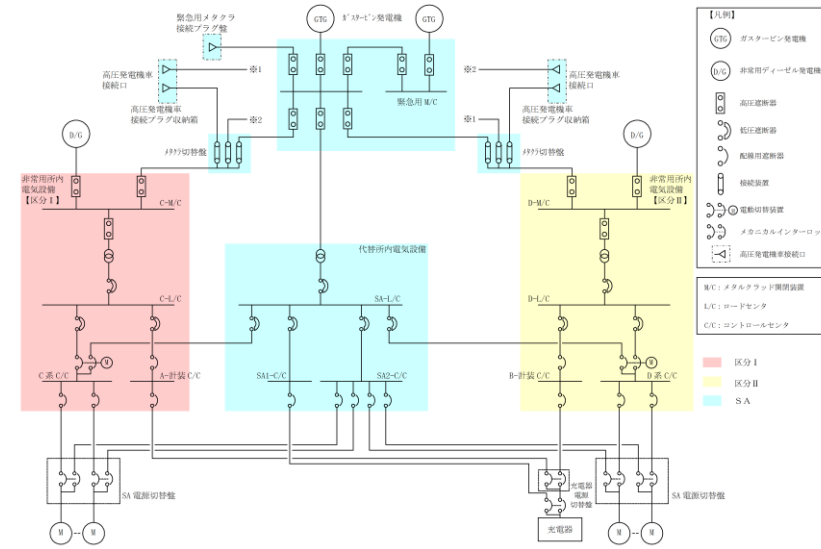 緊急用メタクラ
接続プラグ盤
GTG
ガスタービン発電機
GTG
高圧発電機車
接続口
※1
※2
高圧発電機車
接続口
緊急用M/C
高圧発電機車
接続プラグ収納箱
※2
※1
高圧発電機車
接続プラグ収納箱
D/G
メタクラ切替盤
メタクラ切替盤
D/G
非常用所内
電気設備
【区分Ⅰ】
C-M/C
D-M/C
非常用所内
電気設備
【区分Ⅱ】
代替所内電気設備
C-L/C
SA-L/C
D-L/C
M
M
C系C/C
A-計装C/C
SA1-C/C
SA2-C/C
B-計装C/C
D系C/C
SA電源切替盤
充電器
電源
切替盤
SA電源切替盤
M
M
充電器
M
M
【凡例】
GTG ガスタービン発電機
D/G 非常用ディーゼル発電機
高圧遮断器
低圧遮断器
配線用遮断器
接続装置
M 電動切替装置
メカニカルインターロッ
高圧発電機車接続口
M/C:メタルクラッド開閉装置
L/C:ロードセンタ
C/C:コントロールセンタ
区分Ⅰ
区分Ⅱ
SA